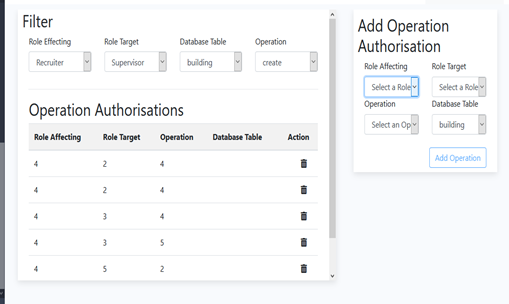 Filter
Role Effecting Role Target Database Table Operation
Recruiter Supervisor building create
Operation Authorisations
Role Affecting Role Target Operation Database Table Action
4 2 4
4 2 4
4 3 4
4 3 5
4 5 2
Add Operation
Authorisation
Role Affecting Role Target
Select a Role Select a Role
Operation Database Table
Select an Op building
Add Operation